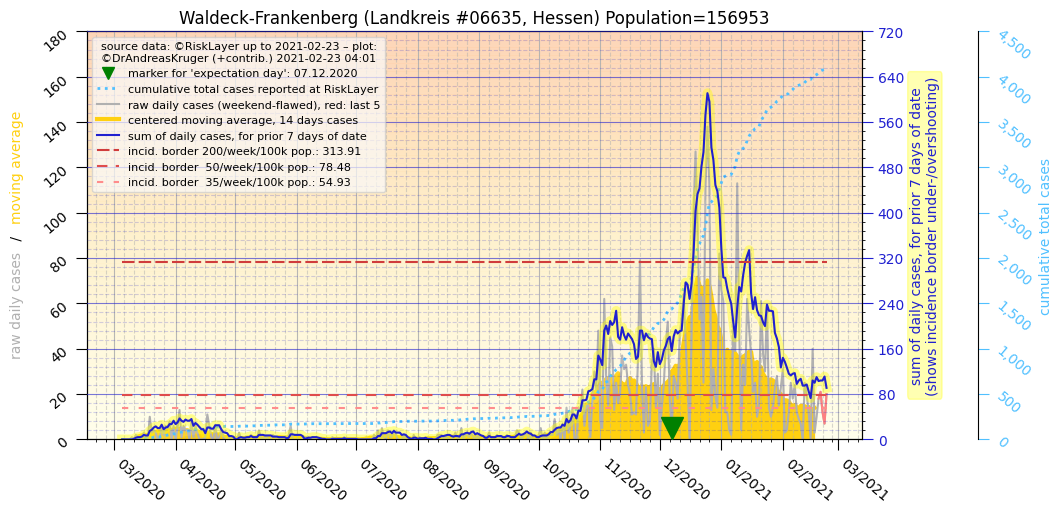 Waldeck-Frankenberg (Landkreis #06635, Hessen) Population=156953
source data: ©RiskLayer up to 2021-02-23 – plot:
©DrAndreasKruger (+contrib.) 2021-02-23 04:01
marker for 'expectation day': 07.12.2020
cumulative total cases reported at RiskLayer
raw daily cases (weekend-flawed), red: last 5
centered moving average, 14 days cases
sum of daily cases, for prior 7 days of date
incid. border 200/week/100k pop.: 313.91
incid. border 50/week/100k pop.: 78.48
incid. border 35/week/100k pop.: 54.93
raw daily cases / moving average
180
160
140
120
100
80
60
40
20
0
03/2020
04/2020
05/2020
06/2020
07/2020
08/2020
09/2020
10/2020
11/2020
12/2020
01/2021
02/2021
03/2021
720
640
560
480
400
320
240
160
80
0
sum of daily cases, for prior 7 days of date
(shows incidence border under-/overshooting)
4,500
4,000
3,500
3,000
2,500
2,000
1,500
1,000
500
0
cumulative total cases